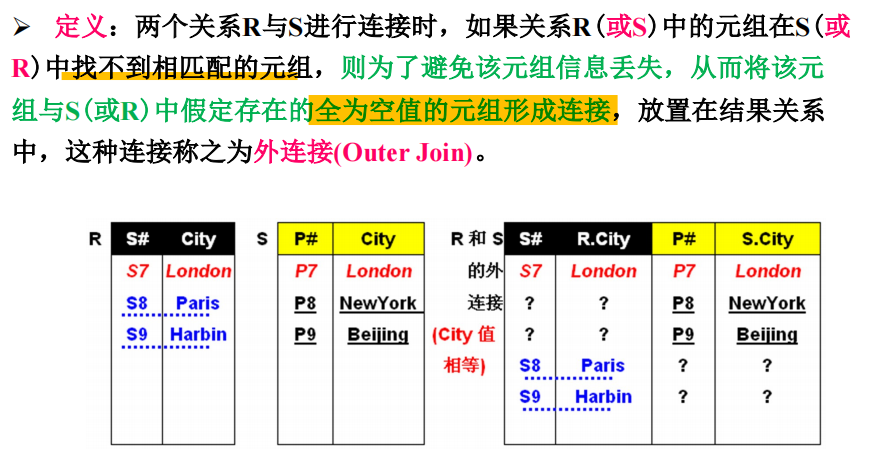 ➢ 定义：两个关系R与S进行连接时，如果关系R(或S)中的元组在S(或
R)中找不到相匹配的元组，则为了避免该元组信息丢失，从而将该元
组与S(或R)中假定存在的全为空值的元组形成连接，放置在结果关系
中，这种连接称之为外连接(Outer Join)。
R S# City S P# City R 和 S S# R.City P# S.City
S7 London P7 London 的外 S7 London P7 London
S8 Paris P8 NewYork 连接 ? ? P8 NewYork
S9 Harbin P9 Beijing (City 值 ? ? P9 Beijing
相等) S8 Paris ? ?
S9 Harbin ? ?